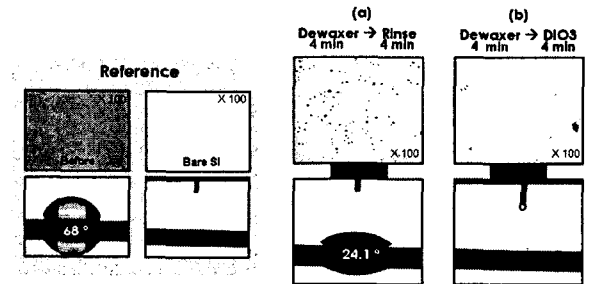 (a)
Dewaxer → Rinse
4 min 4 min
(b)
Dewaxer → DIO3
4 min 4 min
Reference
X 100
Before
X 100
Bare Si
X 100
X 100
68 °
24.1 °